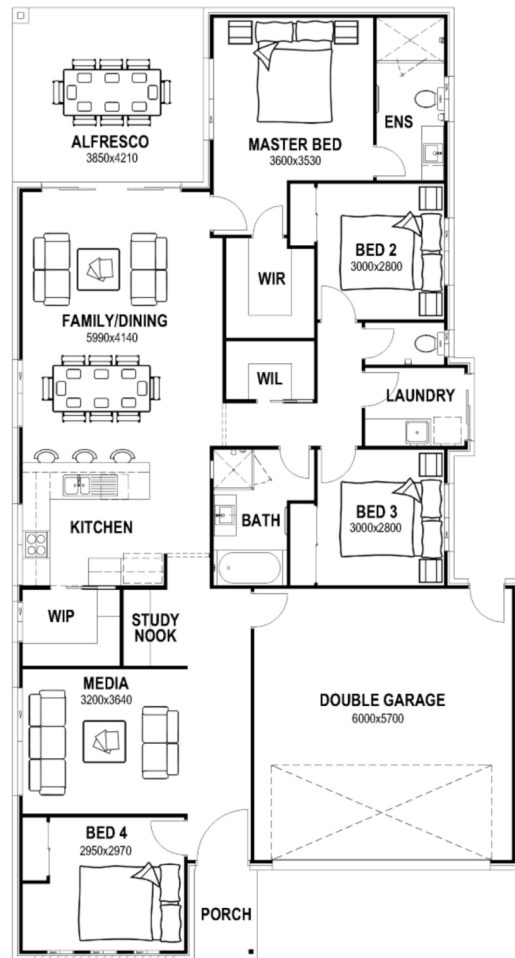 ALFRESCO
3850x4210
MASTER BED
3600x3530
ENS
BED 2
3000x2800
WIR
FAMILY/DINING
5990x4140
WIL
LAUNDRY
KITCHEN
BATH
BED 3
3000x2800
WIP
STUDY
NOOK
MEDIA
3200x3640
DOUBLE GARAGE
6000x5700
BED 4
2950x2970
PORCH